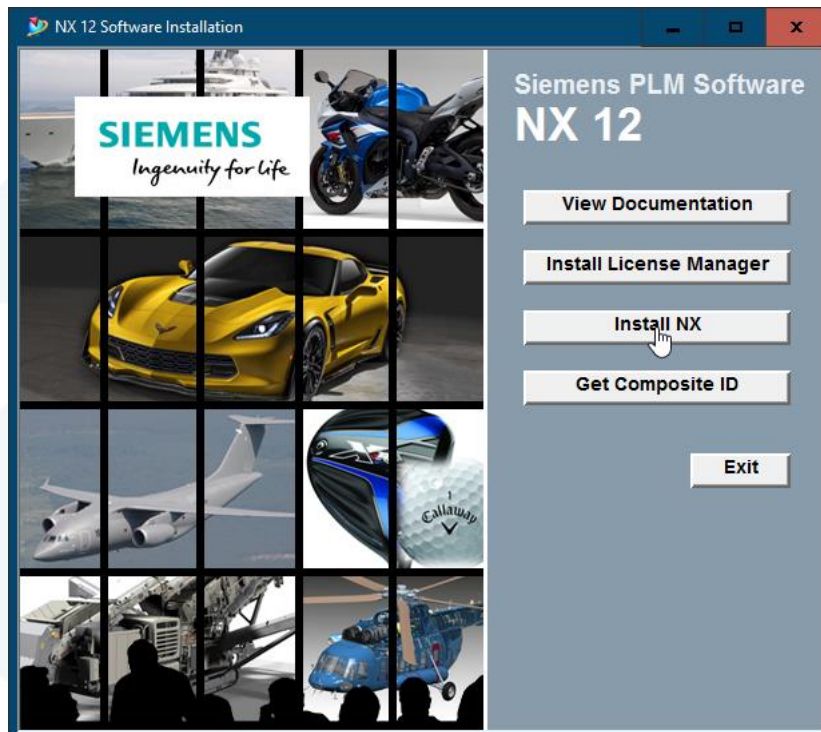 NX 12 Software Installation
SIEMENS
Ingenuity for life
Siemens PLM Software
NX 12
View Documentation
Install License Manager
Install NX
Get Composite ID
Exit
1
Callaway